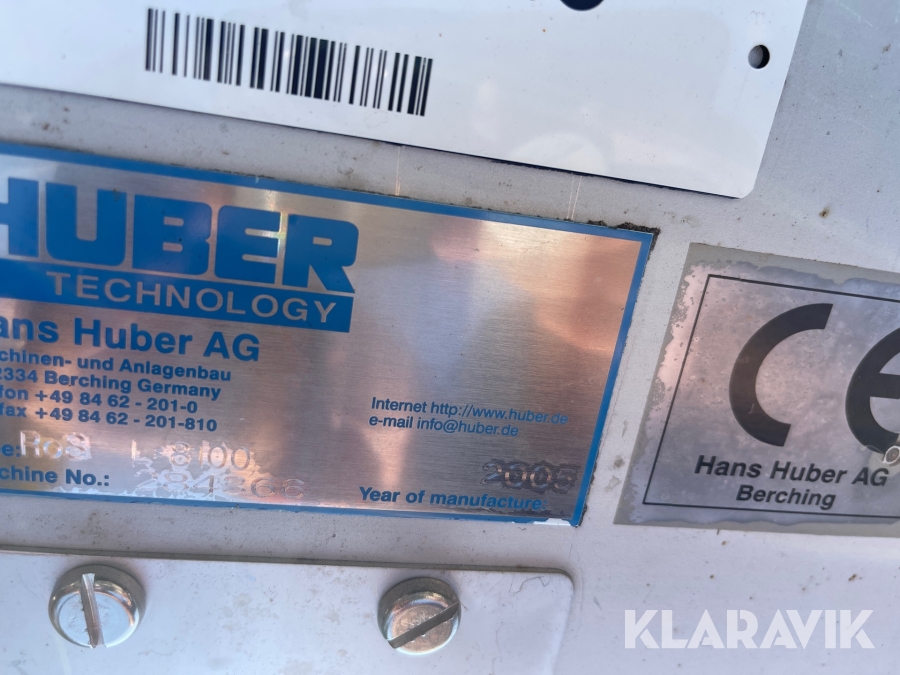 HUBER
TECHNOLOGY
ans Huber AG
chinen- und Anlagenbau
2334 Berching Germany
fon +49 84 62 - 201-0
fax +49 84 62 - 201-810
Internet http://www.huber.de
e-mail info@huber.de
e:
achine No.:
Year of manufacture: 2005
CE
Hans Huber AG
Berching
KLARAVIK